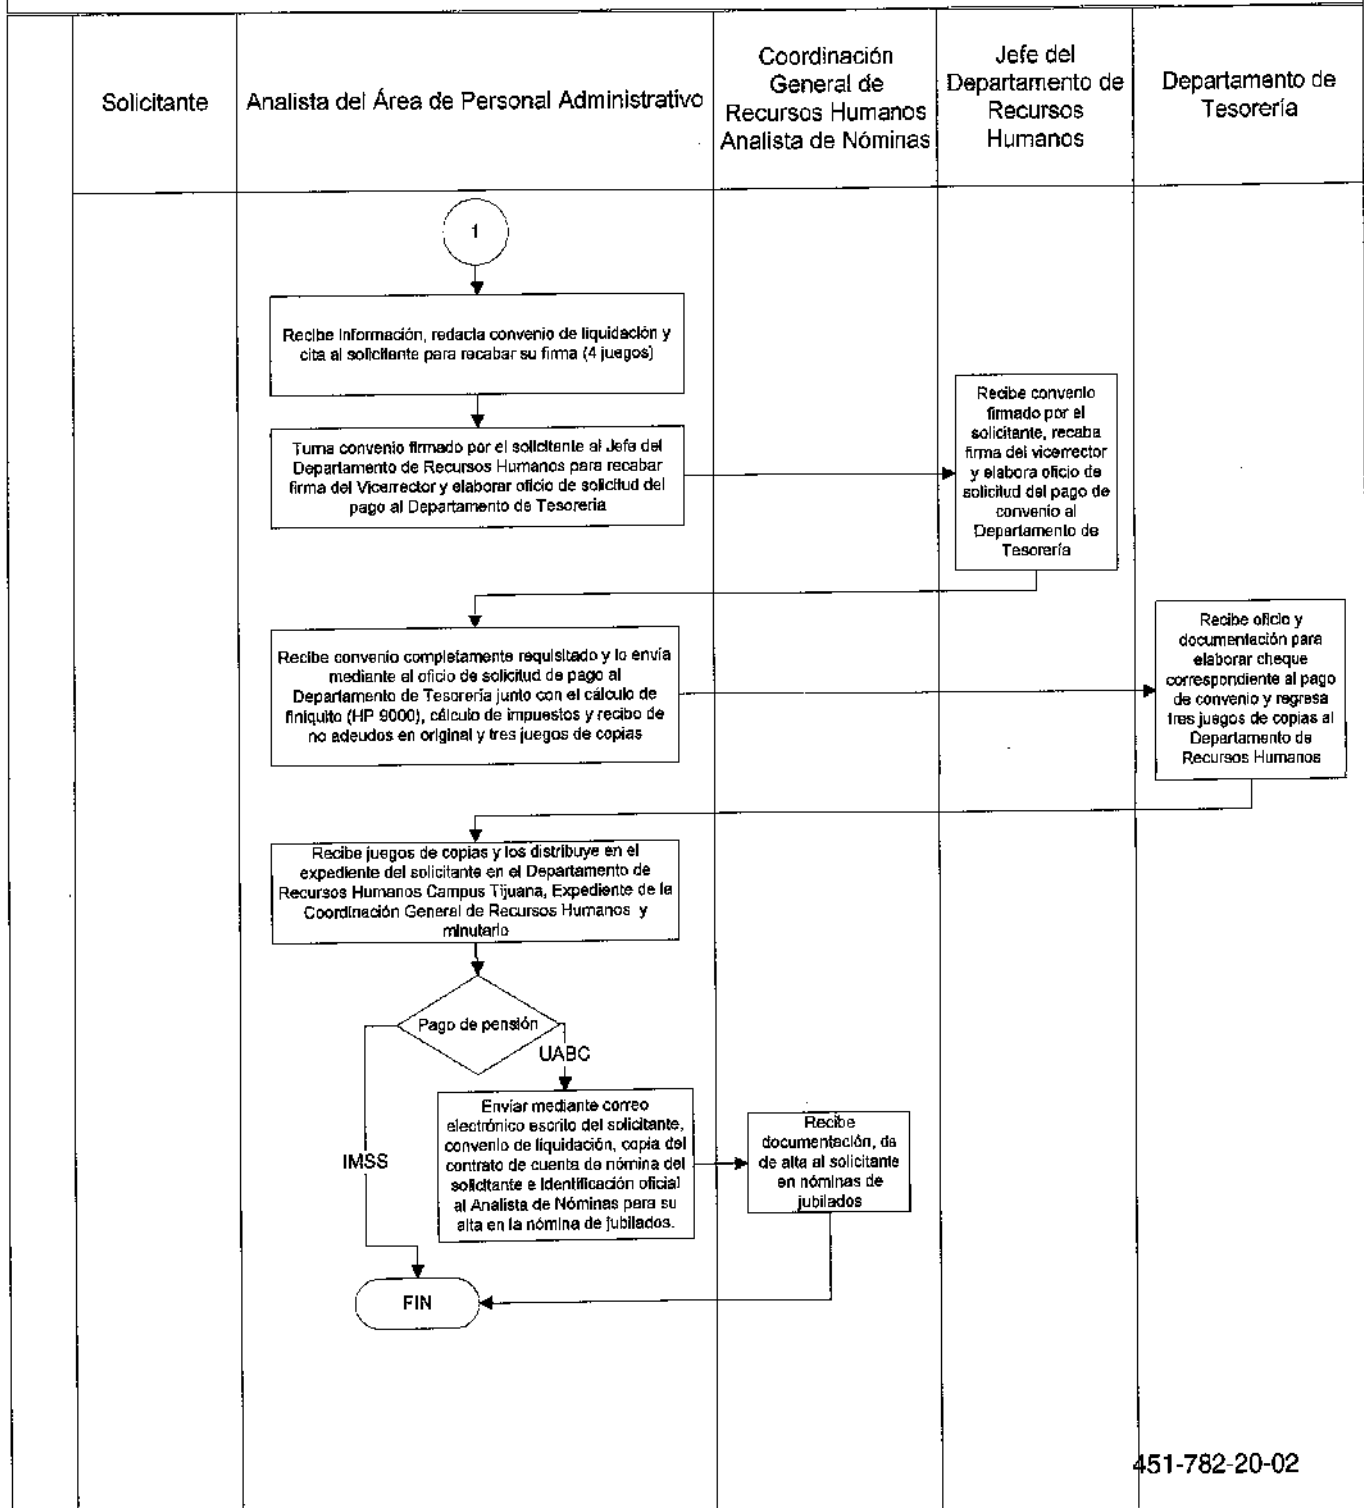 Solicitante
Analista del Área de Personal Administrativo
Coordinación
General de
Recursos Humanos
Analista de Nóminas
Jefe del
Departamento de
Recursos
Humanos
Departamento de
Tesorería
1
Recibe Información, redacta convenio de liquidación y
cita al solicitante para recabar su firma (4 juegos)
Turna convenio firmado por el solicitante al Jefe del
Departamento de Recursos Humanos para recabar
firma del Vicerrector y elaborar oficio de solicitud del
pago al Departamento de Tesorería
Recibe convenio
firmado por el
solicitante, recaba
firma del vicerrector
y elabora oficio de
solicitud del pago de
convenio al
Departamento de
Tesorería
Recibe convenio completamente requisitado y lo envía
mediante el oficio de solicitud de pago al
Departamento de Tesorería junto con el cálculo de
finiquito (HP 9000), cálculo de impuestos y recibo de
no adeudos en original y tres juegos de copias
Recibe oficio y
documentación para
elaborar cheque
correspondiente al pago
de convenio y regresa
tres juegos de copias al
Departamento de
Recursos Humanos
Recibe juegos de copias y los distribuye en el
expediente del solicitante en el Departamento de
Recursos Humanos Campus Tijuana, Expediente de la
Coordinación General de Recursos Humanos y
minutario
Pago de pensión
UABC
IMSS
Envíar mediante correo
electrónico escrito del solicitante,
convenio de liquidación, copia del
contrato de cuenta de nómina del
solicitante e Identificación oficial
al Analista de Nóminas para su
alta en la nómina de jubilados.
Recibe
documentación, da
de alta al solicitante
en nóminas de
jubilados
FIN
451-782-20-02